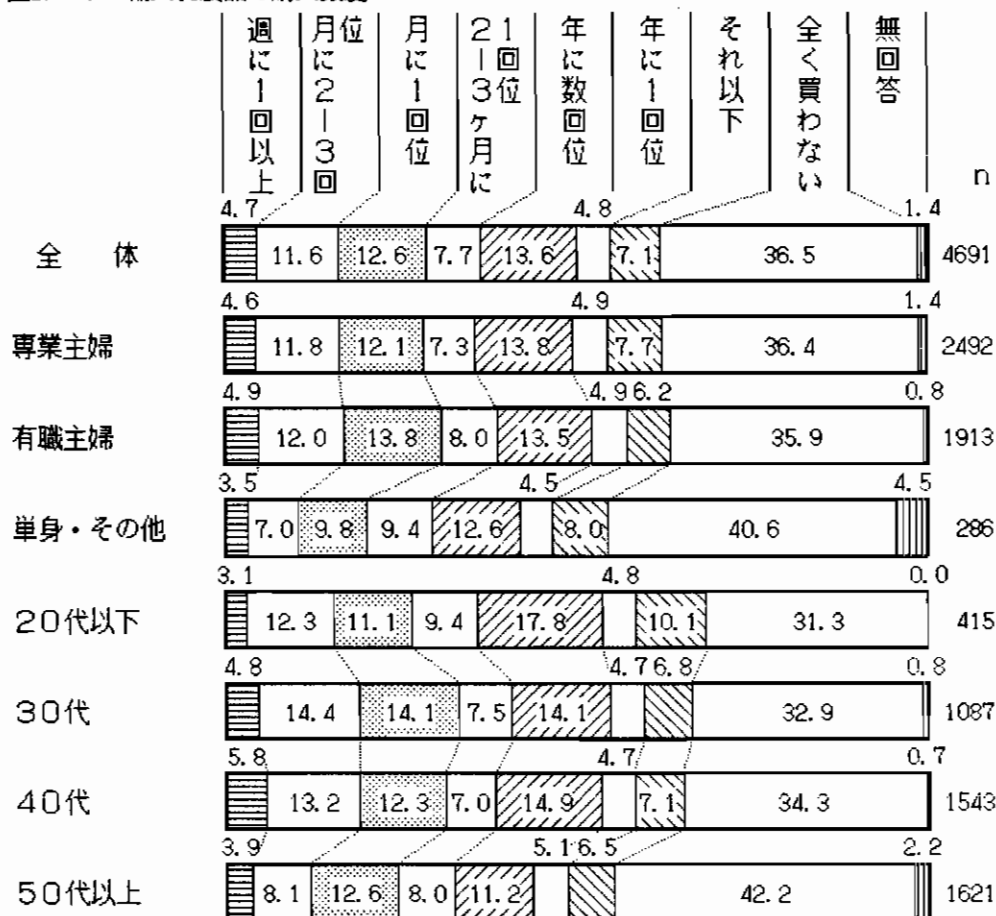 週に1回以上
月に2－3回位
月に1回位
2－3ヶ月に1回位
年に数回位
年に1回位
それ以下
全く買わない
無回答
n
4.7 4.8 1.4
全体 11.6 12.6 7.7 13.6 7.1 36.5 4691
4.6 4.9 1.4
専業主婦 11.8 12.1 7.3 13.8 7.7 36.4 2492
4.9 4.9 6.2 0.8
有職主婦 12.0 13.8 8.0 13.5 35.9 1913
3.5 4.5 4.5
単身・その他 7.0 9.8 9.4 12.6 8.0 40.6 286
3.1 4.8 0.0
20代以下 12.3 11.1 9.4 17.8 10.1 31.3 415
4.8 4.7 6.8 0.8
30代 14.4 14.1 7.5 14.1 32.9 1087
5.8 4.7 0.7
40代 13.2 12.3 7.0 14.9 7.1 34.3 1543
3.9 5.1 6.5 2.2
50代以上 8.1 12.6 8.0 11.2 42.2 1621